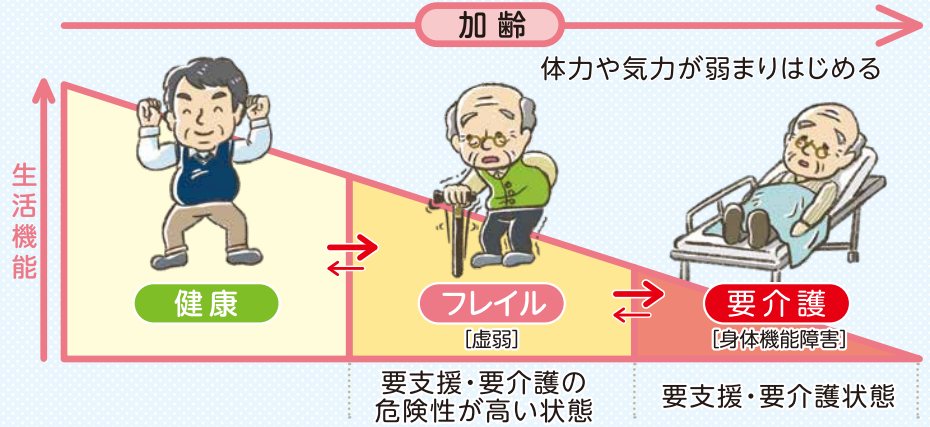 加齢
体力や気力が弱まりはじめる
生活機能
健康
フレイル
[虚弱]
要介護
[身体機能障害]
要支援・要介護の
危険性が高い状態
要支援・要介護状態